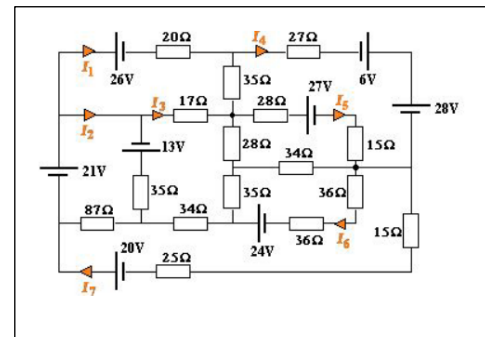 20Ω I₄ 27Ω
I₁ 26V 35Ω 6V
27V 28V
I₂ I₃ 17Ω 28Ω I₅
13V 28Ω 15Ω
34Ω
21V
35Ω 35Ω 36Ω
87Ω 34Ω
24V 36Ω I₆ 15Ω
20V 25Ω
I₇